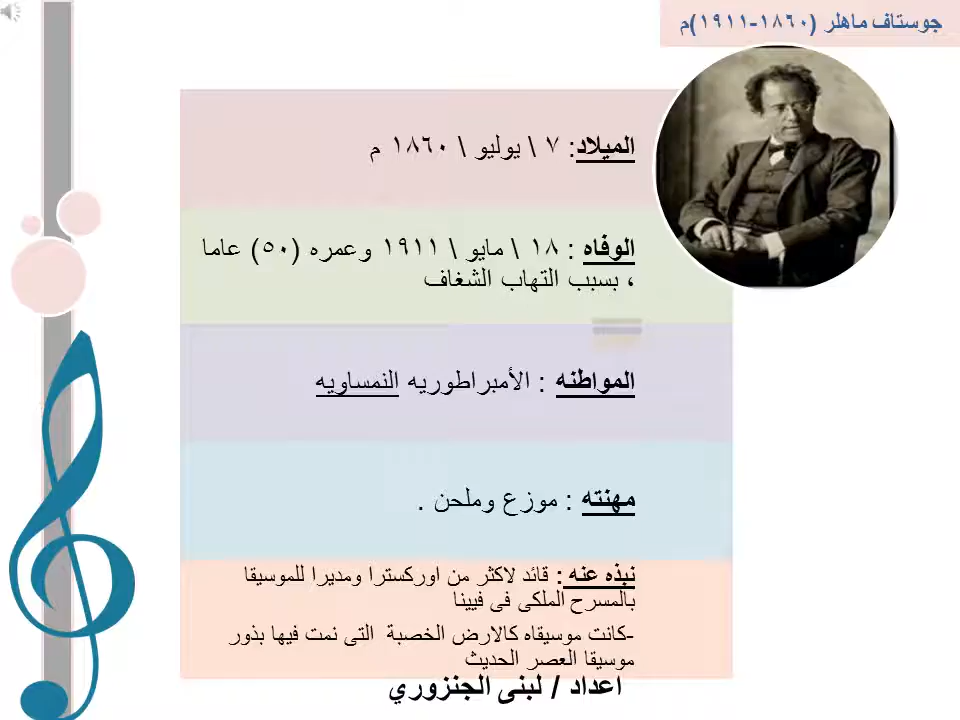 جوستاف ماهلر (١٨٦٠-١٩١١)م
الميلاد: ٧ \ يوليو \ ١٨٦٠ م
الوفاه : ١٨ \ مايو \ ١٩١١ وعمره (٥٠) عاما
، بسبب التهاب الشغاف
المواطنه : الأمبراطوريه النمساويه
مهنته : موزع وملحن .
نبذه عنه : قائد لاكثر من اوركسترا ومديرا للموسيقا
بالمسرح الملكى فى فيينا
-كانت موسيقاه كالارض الخصبة التى نمت فيها بذور
موسيقا العصر الحديث
اعداد / لبنى الجنزوري